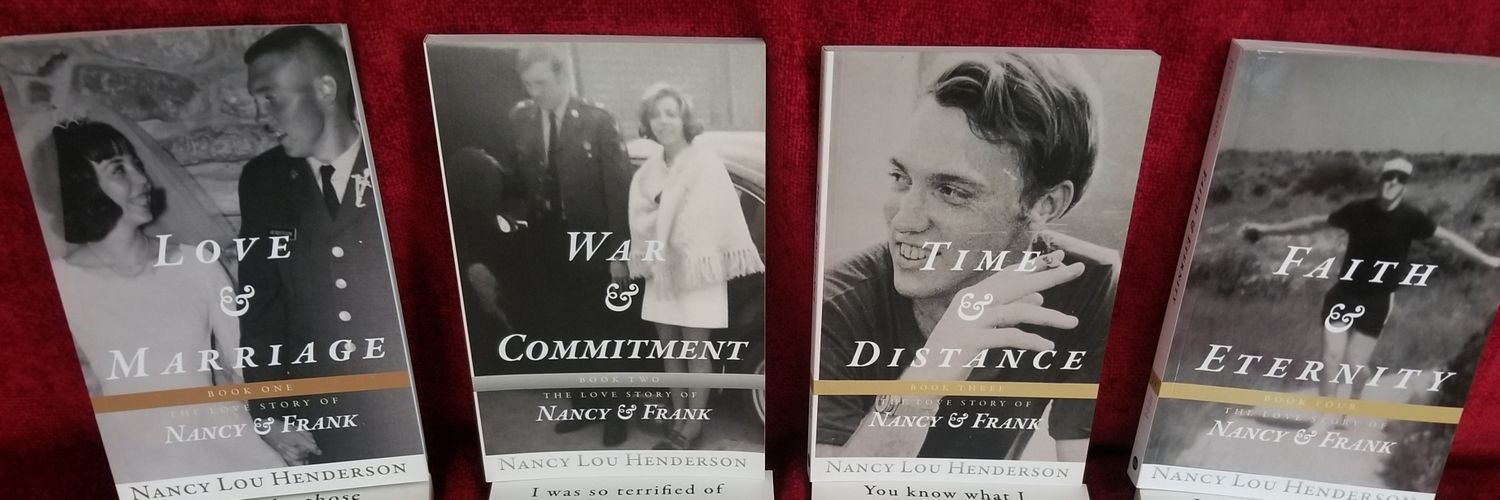 LOVE
&
MARRIAGE
BOOK ONE
THE LOVE STORY OF
NANCY & FRANK
NANCY LOU HENDERSON
chose
WAR
&
COMMITMENT
BOOK TWO
THE LOVE STORY OF
NANCY & FRANK
NANCY LOU HENDERSON
I was so terrified of
TIME
&
DISTANCE
BOOK THREE
THE LOVE STORY OF
NANCY & FRANK
NANCY LOU HENDERSON
You know what I
FAITH & ETERNITY
FAITH
&
ETERNITY
BOOK FOUR
THE LOVE STORY OF
NANCY & FRANK
NANCY LOU HENDERSON